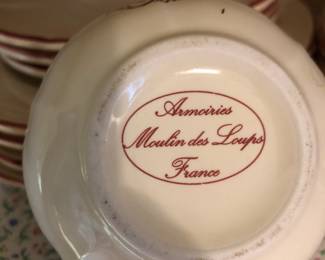 Armoiries
Moulin des Loups
France